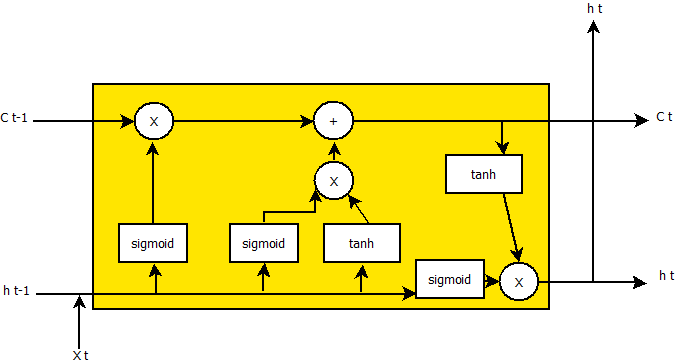 h t
C t-1
X
+
C t
X
tanh
sigmoid
sigmoid
tanh
sigmoid
X
h t
h t-1
X t